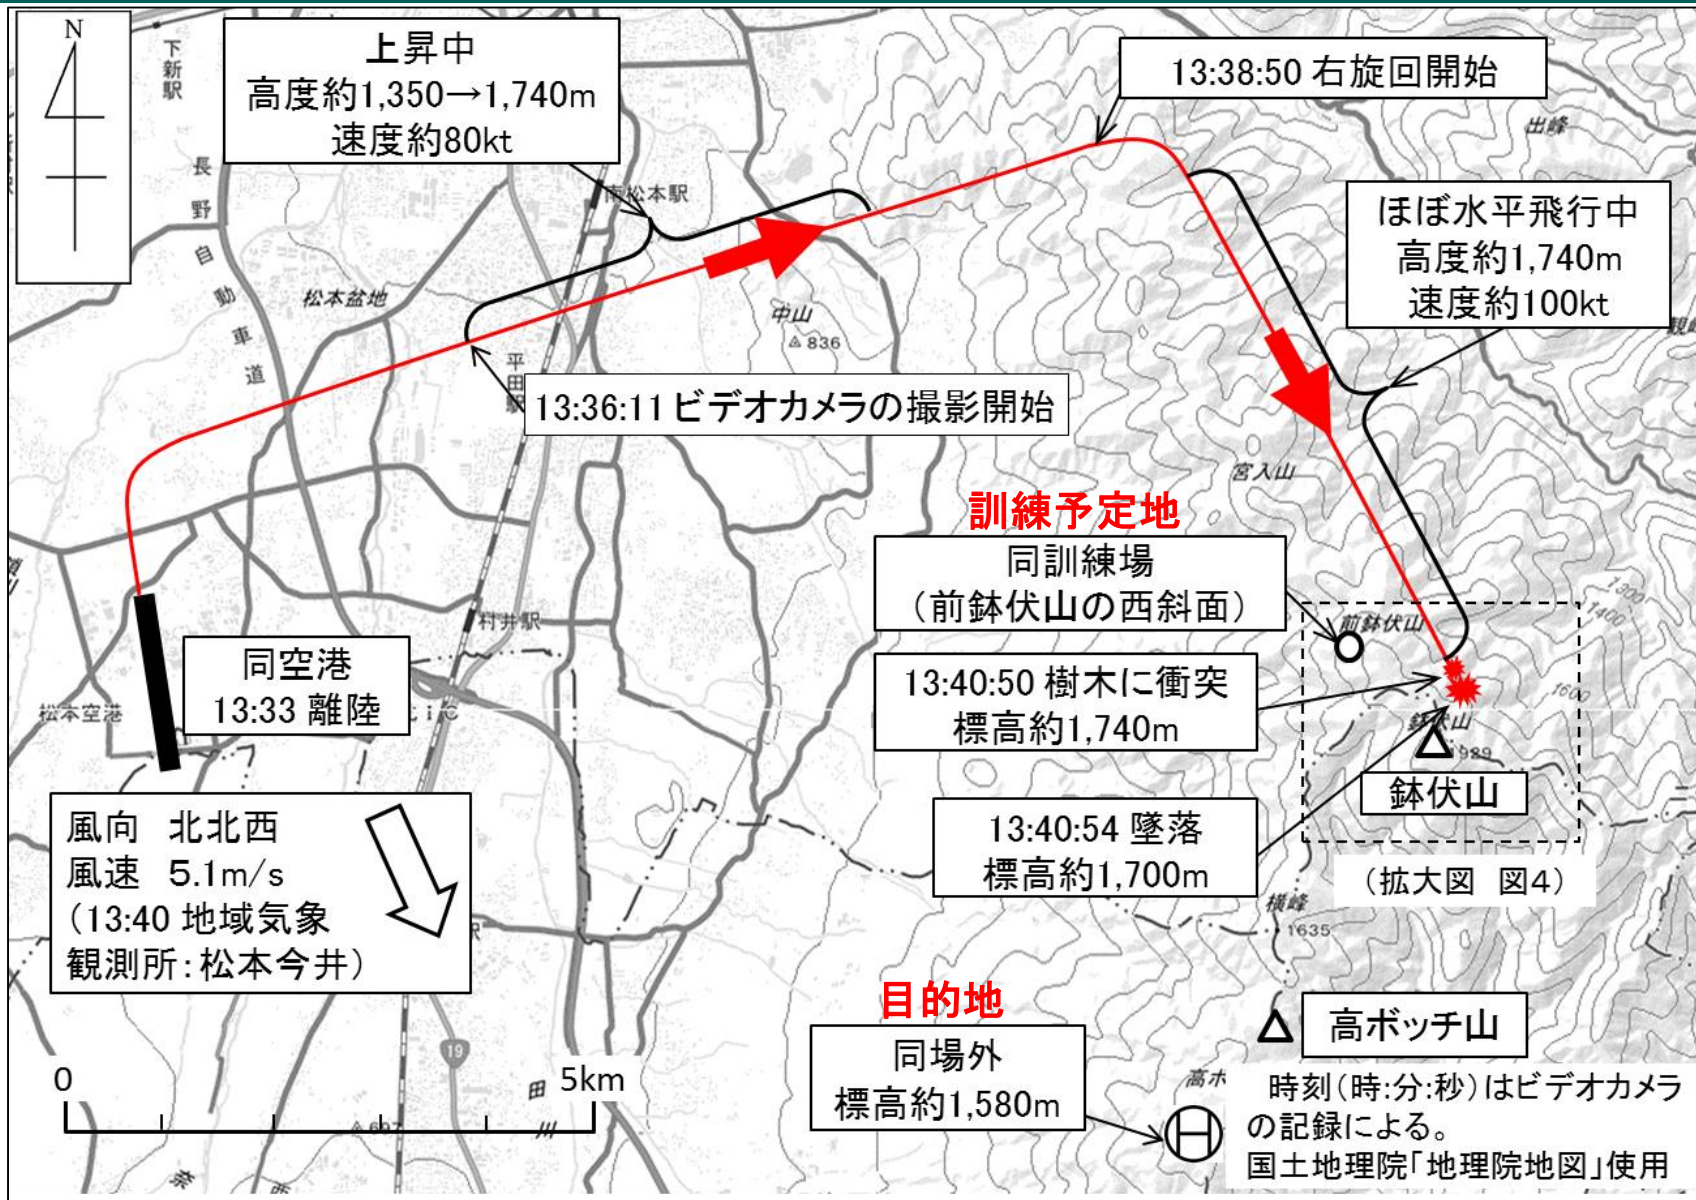 N
下新駅
上昇中
高度約1,350→1,740m
速度約80kt
13:38:50 右旋回開始
出峰
長野自動車道
南松本駅
ほぼ水平飛行中
高度約1,740m
速度約100kt
松本盆地
中山
836
平田駅
13:36:11 ビデオカメラの撮影開始
宮入山
訓練予定地
同訓練場
（前鉢伏山の西斜面）
1300
1400
前鉢伏山
村井駅
同空港
13:33 離陸
松本空港
13:40:50 樹木に衝突
標高約1,740m
1600
鉢伏山
1929
鉢伏山
風向 北北西
風速 5.1m/s
（13:40 地域気象
観測所：松本今井）
13:40:54 墜落
標高約1,700m
（拡大図 図4）
横峰
1635
目的地
同場外
標高約1,580m
高ボッチ山
高ボ
19
0
5km
田
川
697
時刻（時:分:秒）はビデオカメラ
の記録による。
国土地理院「地理院地図」使用